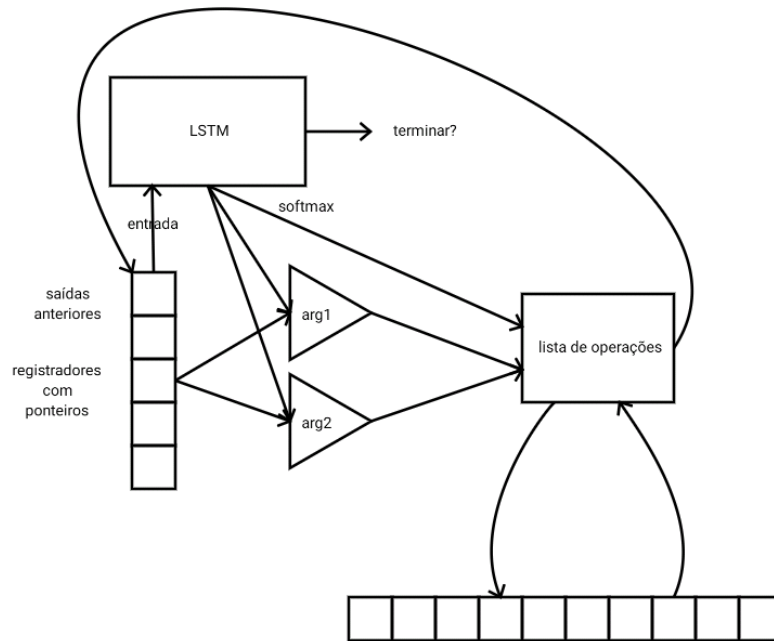 LSTM
terminar?
entrada
softmax
saídas
anteriores
arg1
lista de operações
registradores
com
ponteiros
arg2